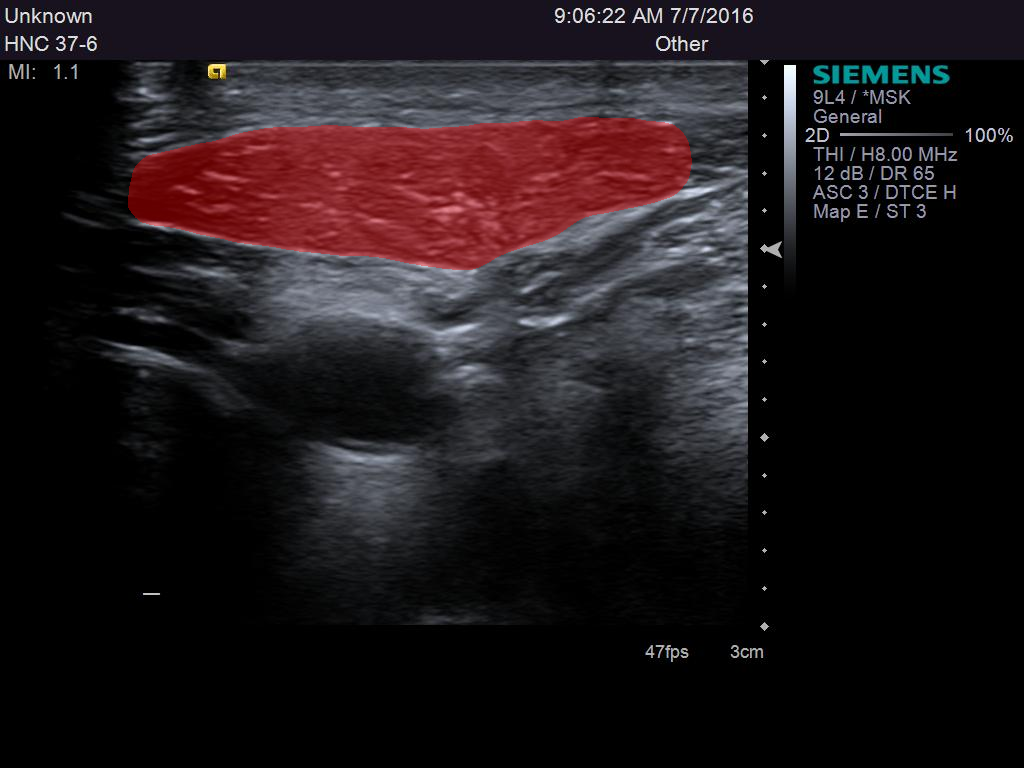 Unknown
9:06:22 AM 7/7/2016
HNC 37-6
Other
MI: 1.1
SIEMENS
9L4 / *MSK
General
2D 100%
THI / H8.00 MHz
12 dB / DR 65
ASC 3 / DTCE H
Map E / ST 3
47fps
3cm